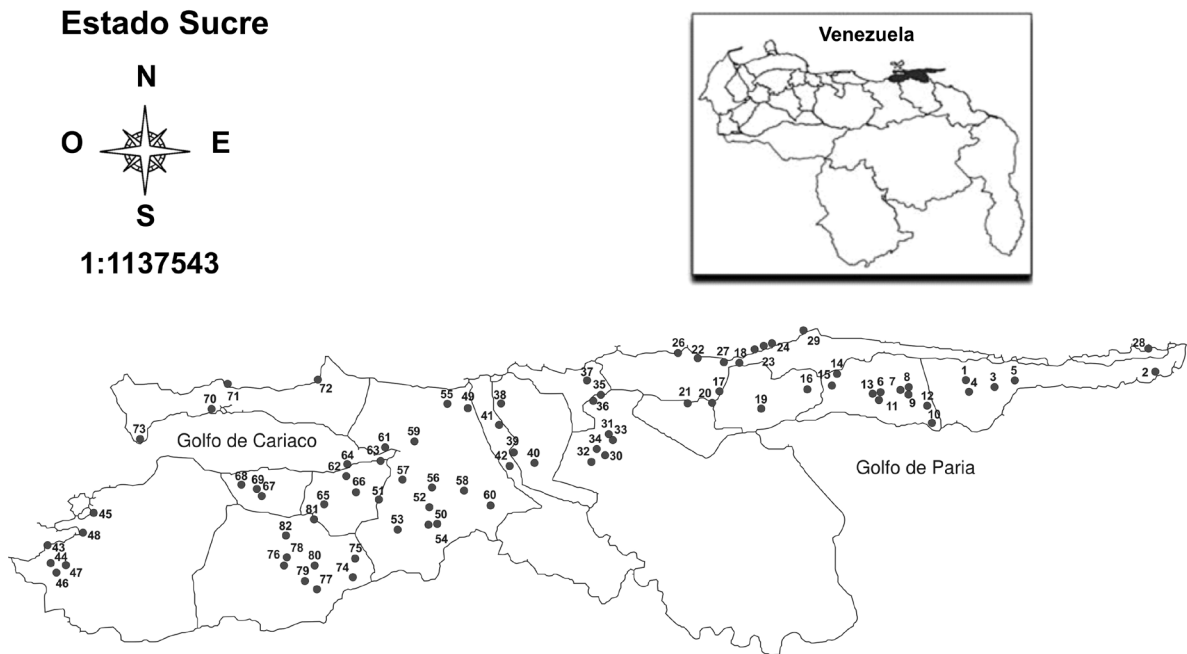 Estado Sucre
N
O E
S
1:1137543
Venezuela
29
26 22 27 18 24 28
23
72 37 14 1 5 2
71 35 17 16 15 13 6 7 8 4 3
70 55 49 38 36 21 20 19 11 9 12
41 10
73 Golfo de Cariaco 61 59 31 33
64 63 39 34
62 42 40 32 30 Golfo de Paria
68 69 67 66 57 56 58
65 51 52 60
45 81 53 50
48 82 54
43 78 80 75
44 76
47 79 74
46 77